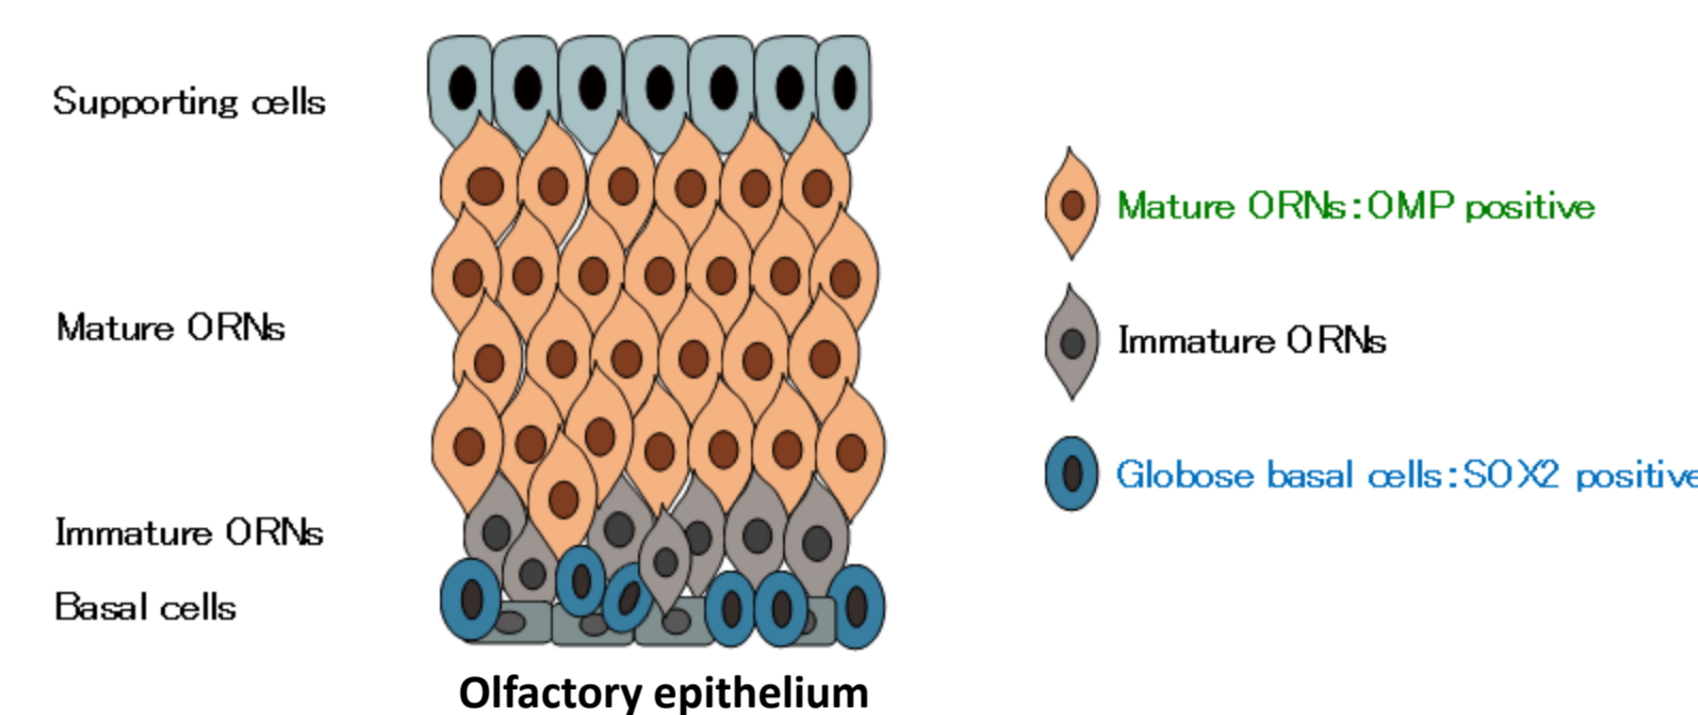 Supporting cells
Mature ORNs
Immature ORNs
Basal cells
Mature ORNs:OMP positive
Immature ORNs
Globose basal cells:SOX2 positive
Olfactory epithelium